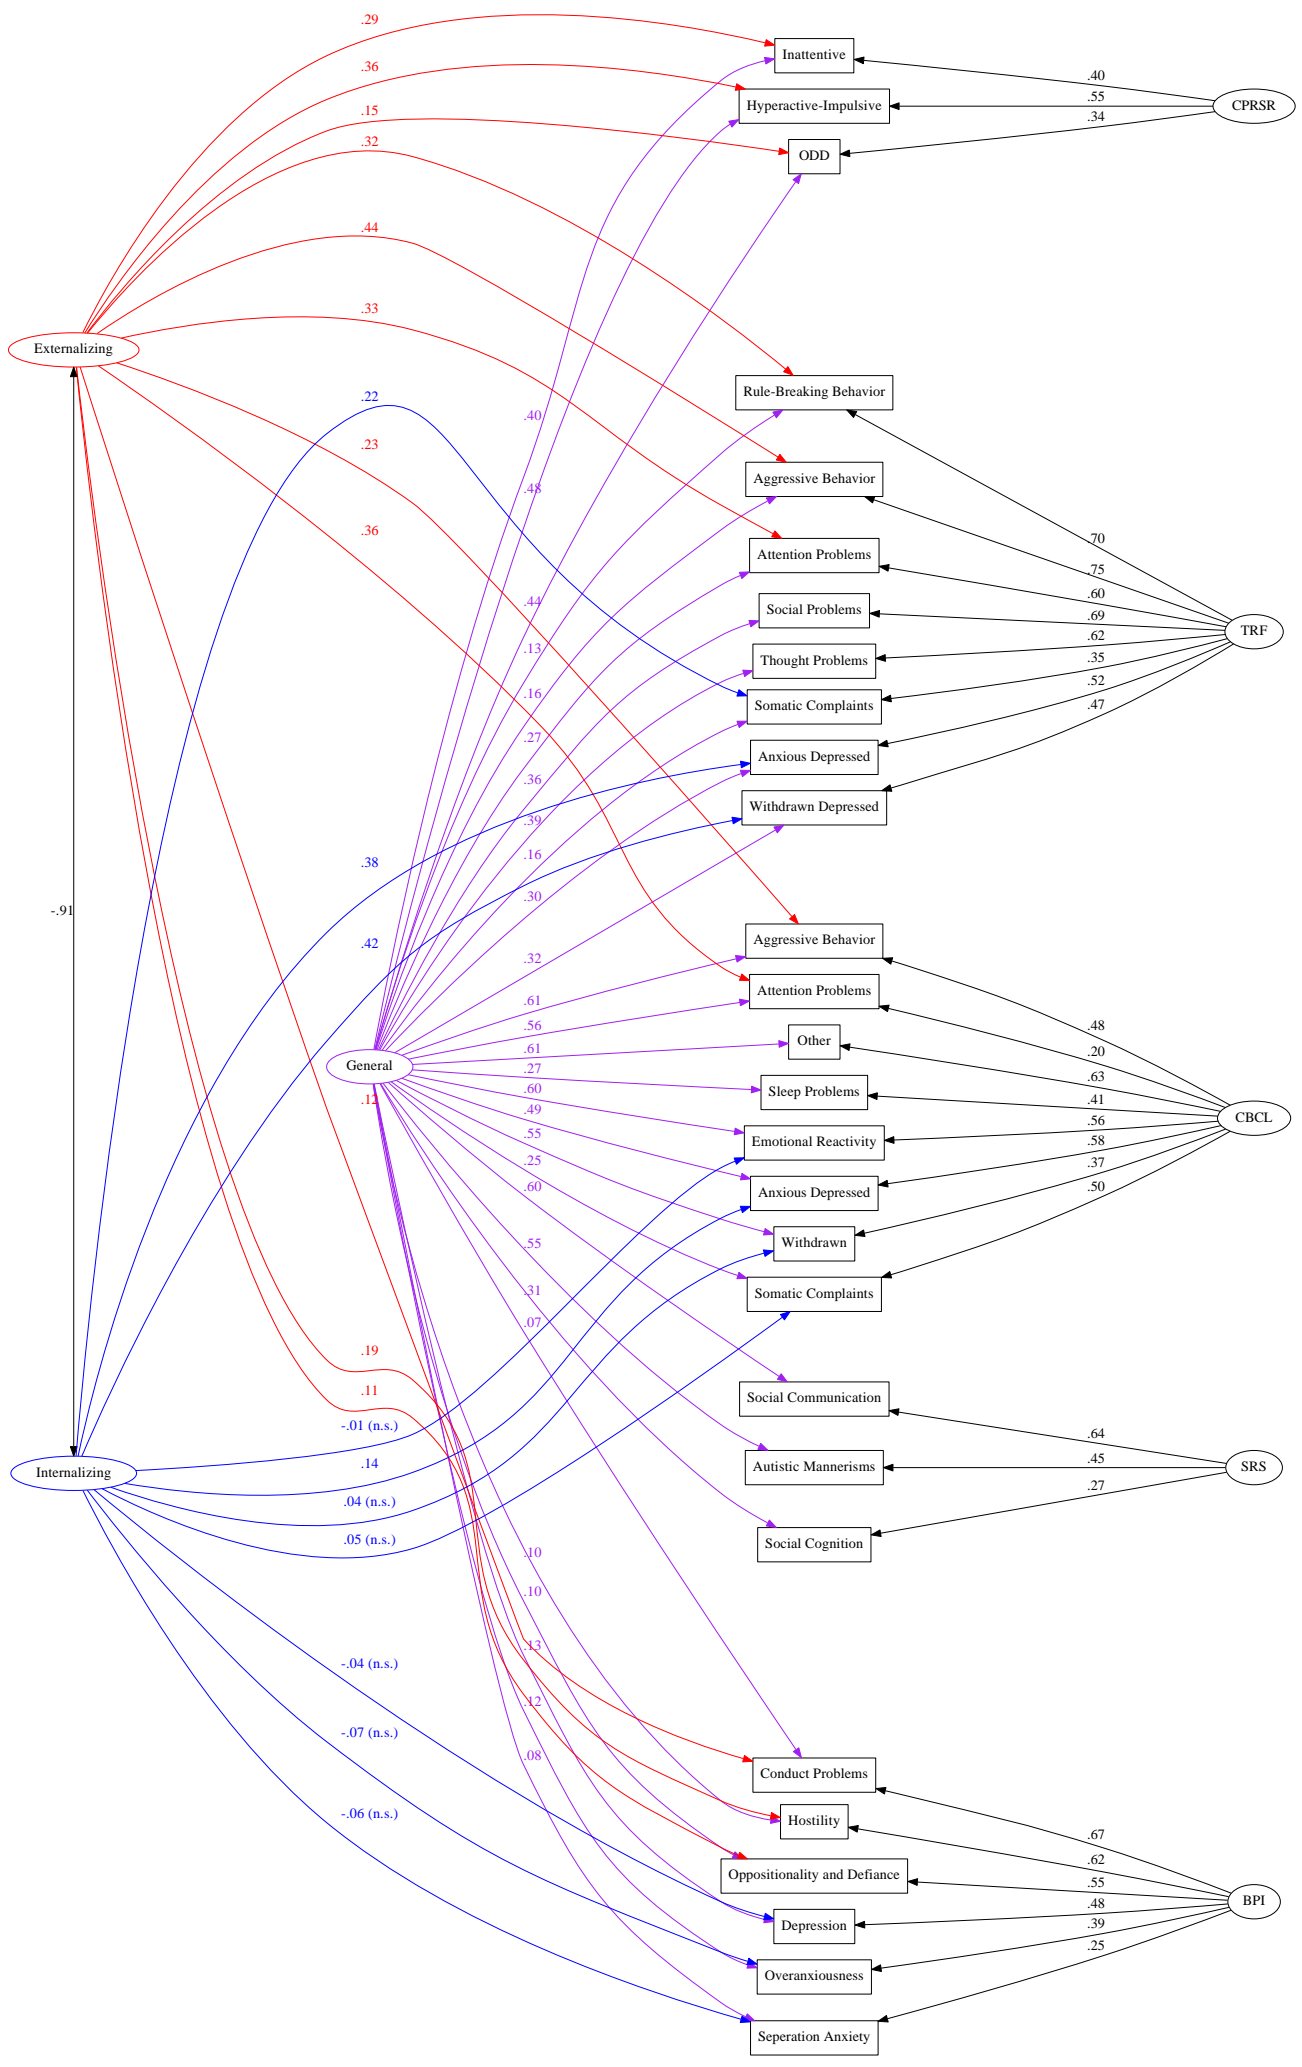 .29
Inattentive
.36
.40
CPRSR
Hyperactive-Impulsive
.55
.15
.34
.32
ODD
.44
.33
Externalizing
.22
Rule-Breaking Behavior
.40
.23
Aggressive Behavior
.48
.36
.70
Attention Problems
.75
.60
.44
Social Problems
.69
TRF
.62
.13
Thought Problems
.35
.52
.16
Somatic Complaints
.47
.27
Anxious Depressed
.36
Withdrawn Depressed
.39
.16
.38
.30
-.91
.42
Aggressive Behavior
.32
Attention Problems
.61
.56
.48
Other
.61
.20
General
.27
.63
.60
Sleep Problems
.41
.12
.49
.56
CBCL
.55
Emotional Reactivity
.58
.25
.37
.60
Anxious Depressed
.50
.55
Withdrawn
.31
Somatic Complaints
.07
.19
.11
Social Communication
-.01 (n.s.)
.64
.14
Autistic Mannerisms
.45
SRS
Internalizing
.27
.04 (n.s.)
.05 (n.s.)
Social Cognition
.10
.10
.13
-.04 (n.s.)
.12
-.07 (n.s.)
.08
Conduct Problems
-.06 (n.s.)
Hostility
.67
.62
Oppositionality and Defiance
.55
.48
BPI
Depression
.39
.25
Overanxiousness
Seperation Anxiety